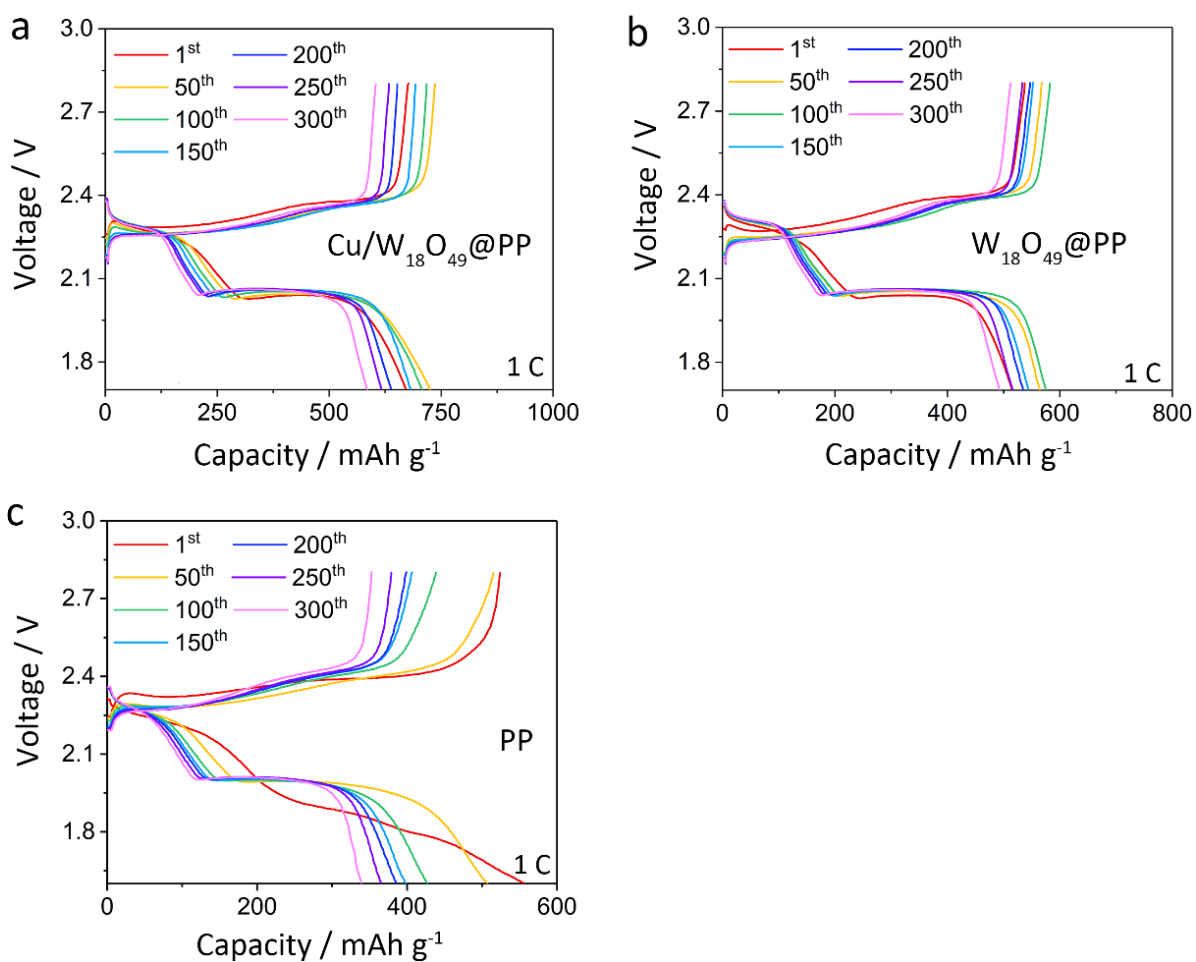 a
3.0
2.7
2.4
2.1
1.8
Voltage / V
1st 200th
50th 250th
100th 300th
150th
Cu/W18O49@PP
1 C
0 250 500 750 1000
Capacity / mAh g-1
b
3.0
2.7
2.4
2.1
1.8
Voltage / V
1st 200th
50th 250th
100th 300th
150th
W18O49@PP
1 C
0 200 400 600 800
Capacity / mAh g-1
c
3.0
2.7
2.4
2.1
1.8
Voltage / V
1st 200th
50th 250th
100th 300th
150th
PP
1 C
0 200 400 600
Capacity / mAh g-1